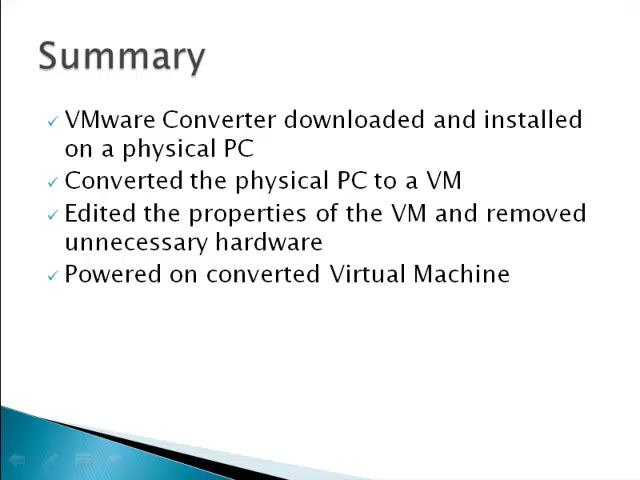 Summary
VMware Converter downloaded and installed
on a physical PC
Converted the physical PC to a VM
Edited the properties of the VM and removed
unnecessary hardware
Powered on converted Virtual Machine